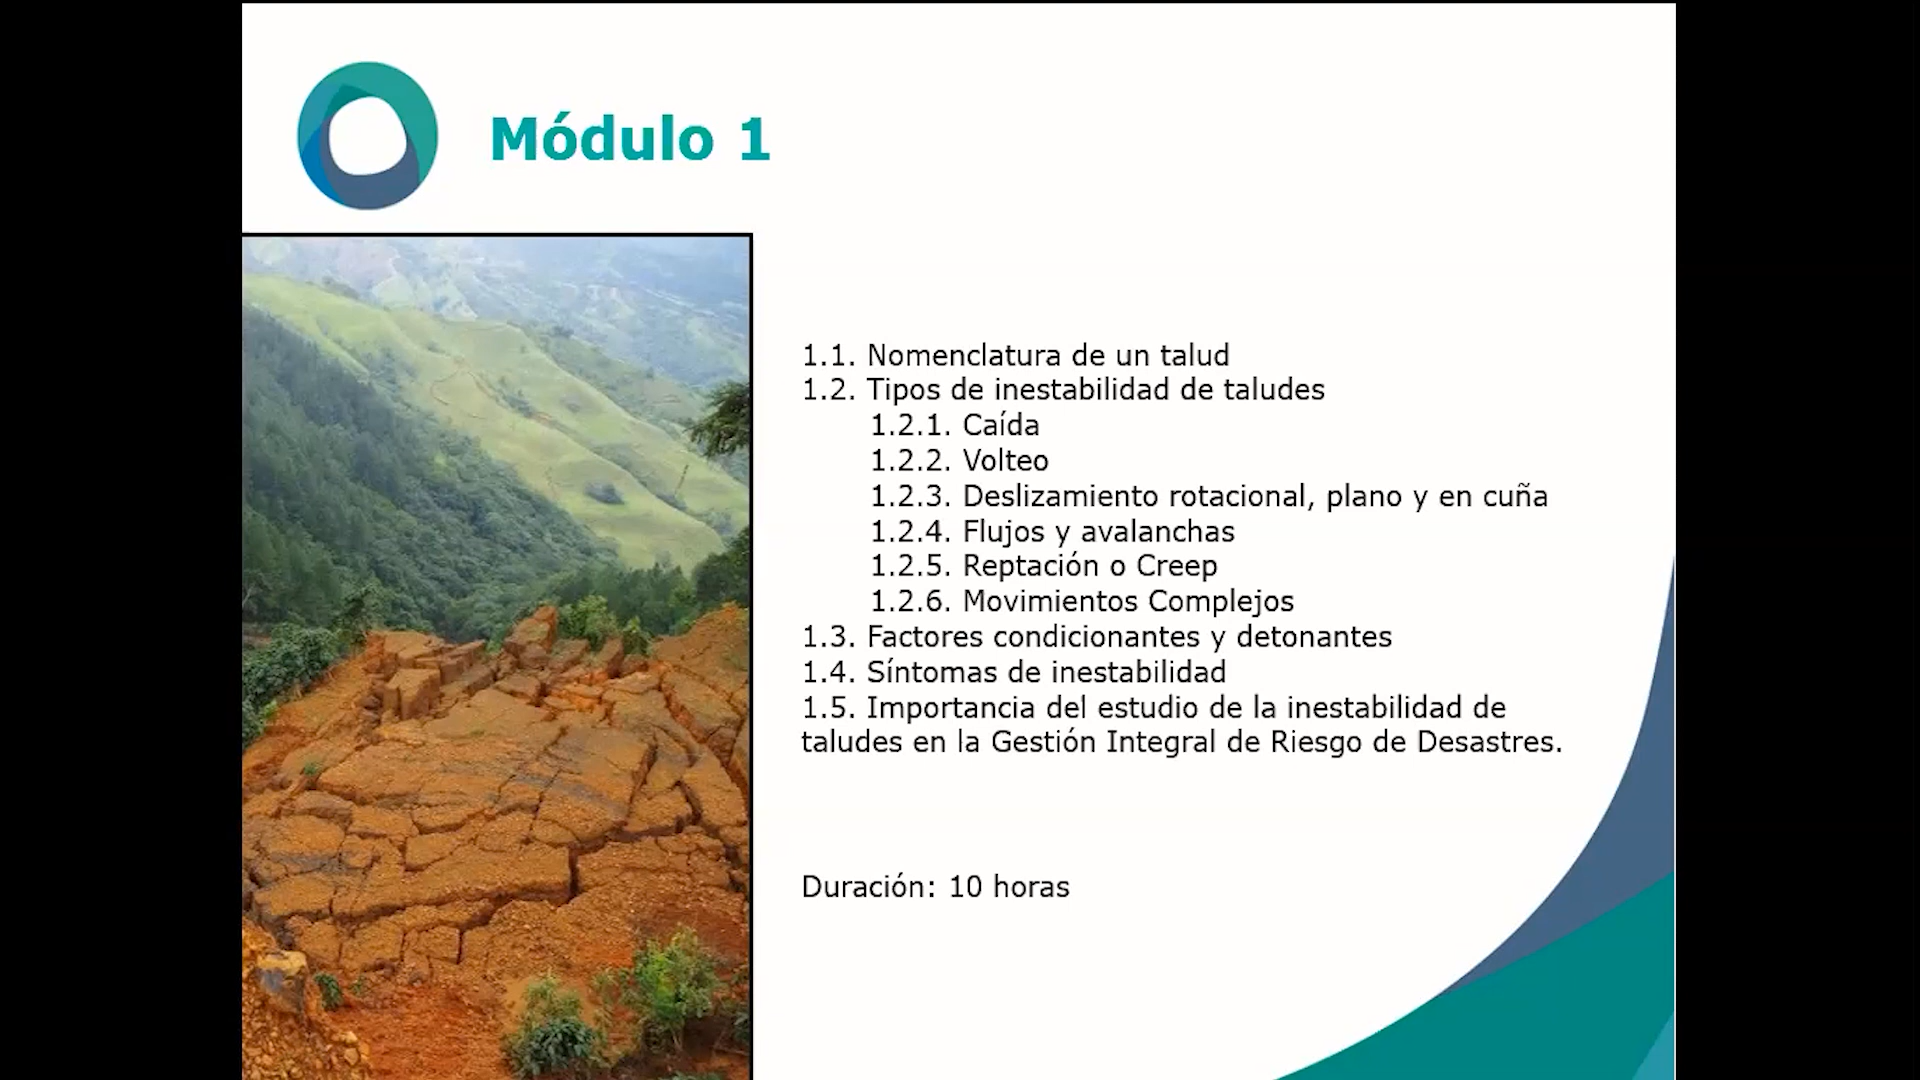 Módulo 1
1.1. Nomenclatura de un talud
1.2. Tipos de inestabilidad de taludes
1.2.1. Caída
1.2.2. Volteo
1.2.3. Deslizamiento rotacional, plano y en cuña
1.2.4. Flujos y avalanchas
1.2.5. Reptación o Creep
1.2.6. Movimientos Complejos
1.3. Factores condicionantes y detonantes
1.4. Síntomas de inestabilidad
1.5. Importancia del estudio de la inestabilidad de
taludes en la Gestión Integral de Riesgo de Desastres.
Duración: 10 horas